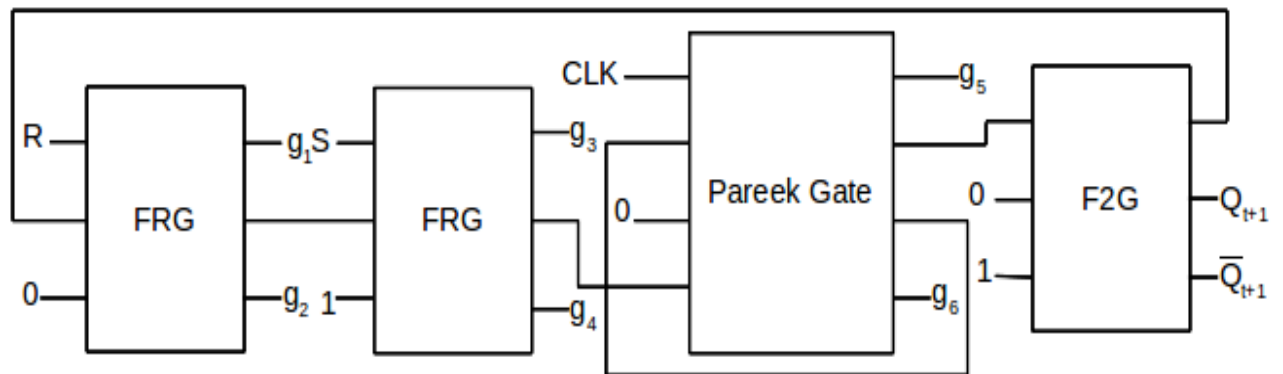 R
0
FRG
g₁
g₂
S
1
FRG
g₃
g₄
CLK
0
Pareek Gate
g₅
g₆
0
1
F2G
Qₜ₊₁
Q̅ₜ₊₁